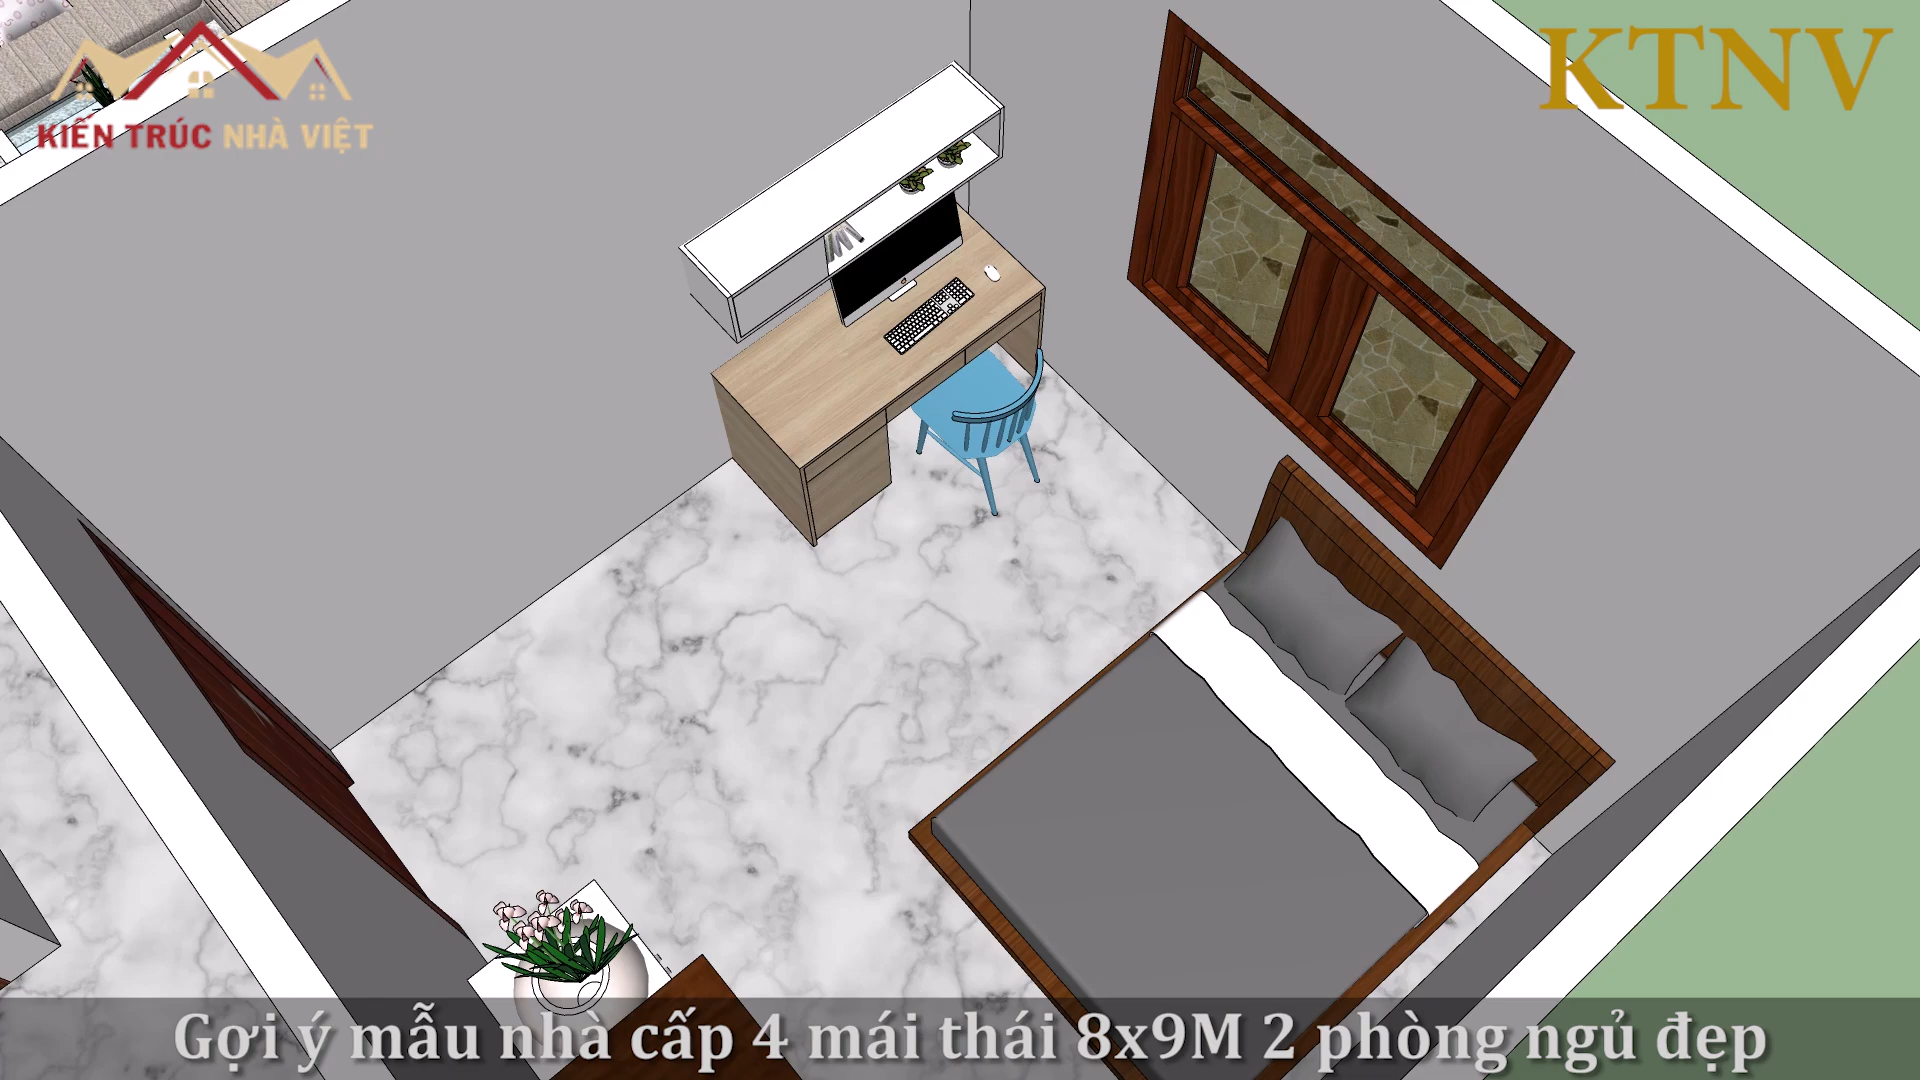 KIẾN TRÚC NHÀ VIỆT
KTNV
Gợi ý mẫu nhà cấp 4 mái thái 8x9M 2 phòng ngủ đẹp